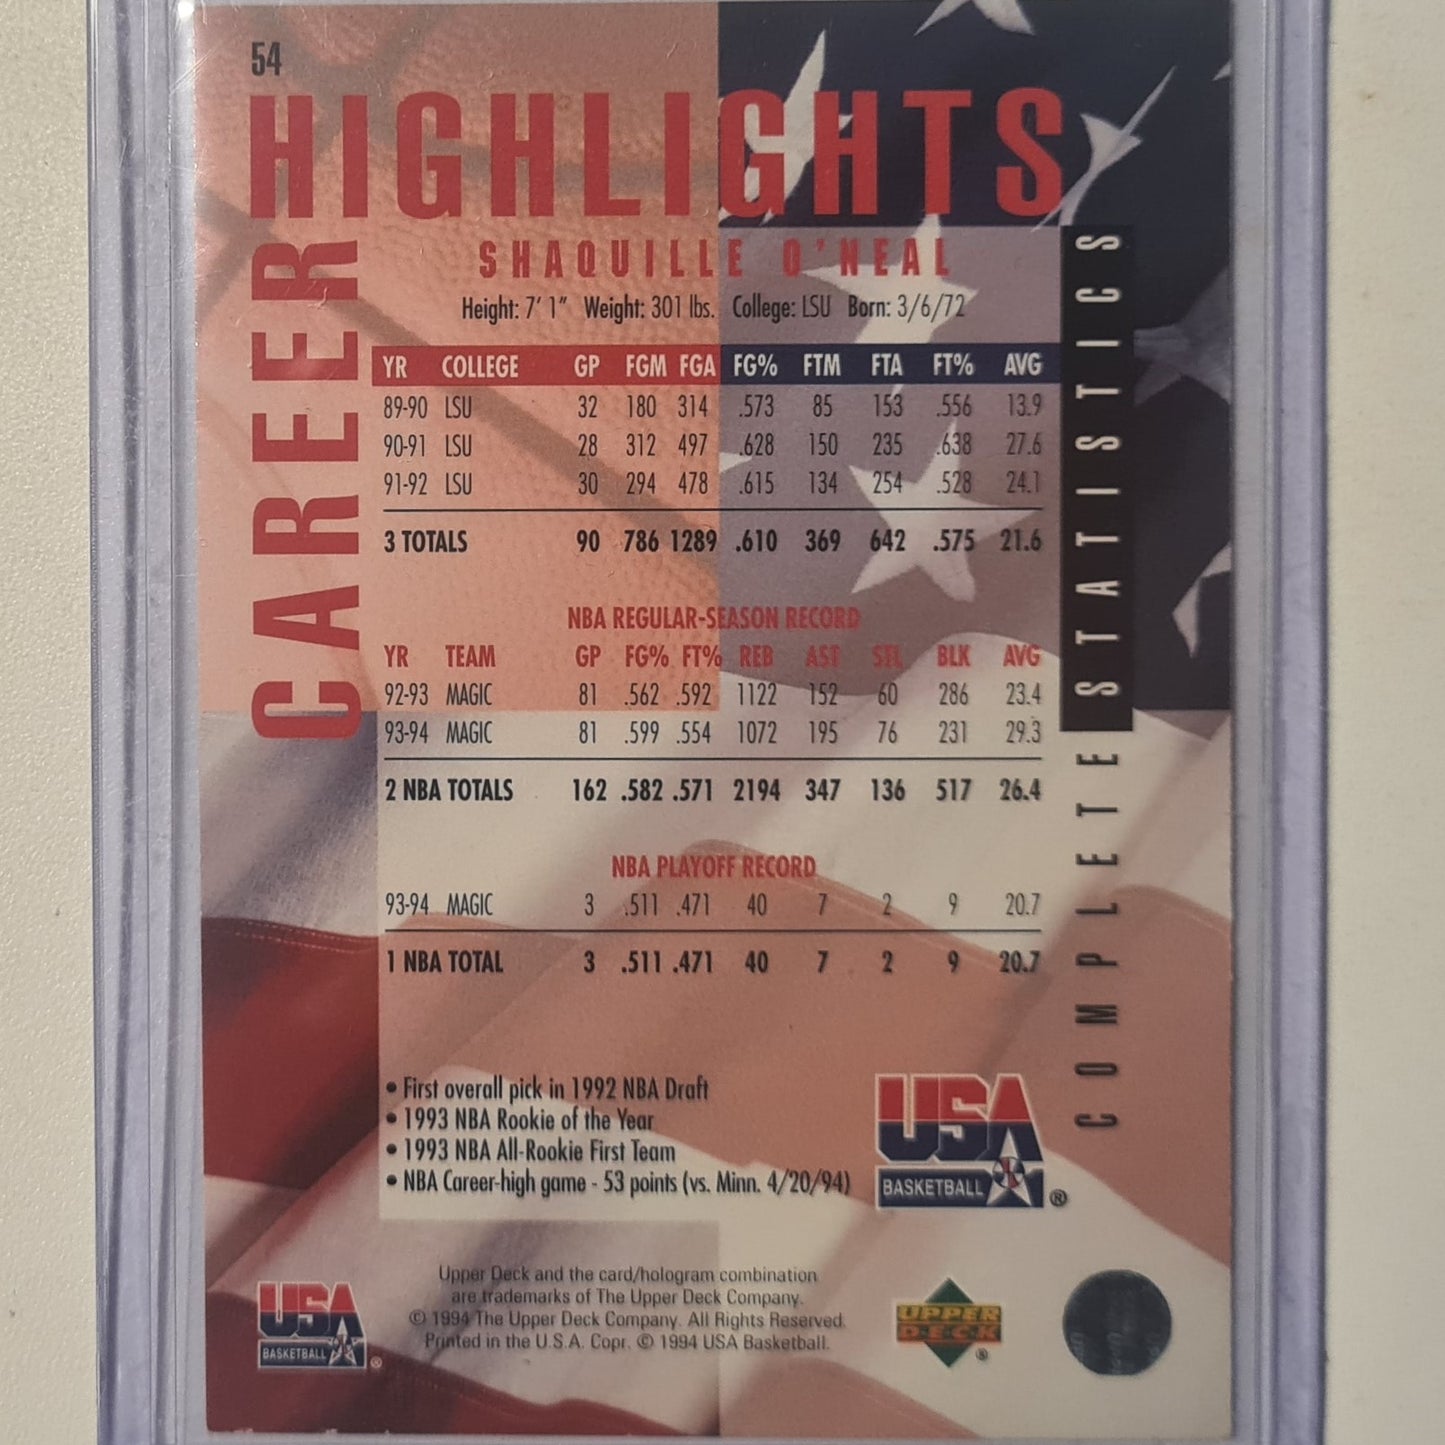 54
HIGHLIGHTS
CAREER
SHAQUILLE O'NEAL
Height: 7' 1" Weight: 301 lbs. College: LSU Born: 3/6/72
YR COLLEGE GP FGM FGA FG% FTM FTA FT% AVG
89-90 LSU 32 180 314 .573 85 153 .556 13.9
90-91 LSU 28 312 497 .628 150 235 .638 27.6
91-92 LSU 30 294 478 .615 134 254 .528 24.1
3 TOTALS 90 786 1289 .610 369 642 .575 21.6
NBA REGULAR-SEASON RECORD
YR TEAM GP FG% FT% REB AST STL BLK AVG
92-93 MAGIC 81 .562 .592 1122 152 60 286 23.4
93-94 MAGIC 81 .599 .554 1072 195 76 231 29.3
2 NBA TOTALS 162 .582 .571 2194 347 136 517 26.4
NBA PLAYOFF RECORD
93-94 MAGIC 3 .511 .471 40 7 2 9 20.7
1 NBA TOTAL 3 .511 .471 40 7 2 9 20.7
COMPLETE STATISTICS
• First overall pick in 1992 NBA Draft
• 1993 NBA Rookie of the Year
• 1993 NBA All-Rookie First Team
• NBA Career-high game - 53 points (vs. Minn. 4/20/94)
USA
BASKETBALL ®
USA
BASKETBALL ®
Upper Deck and the card/hologram combination
are trademarks of The Upper Deck Company.
© 1994 The Upper Deck Company. All Rights Reserved.
Printed in the U.S.A. Copr. © 1994 USA Basketball.
UPPER
DECK ®